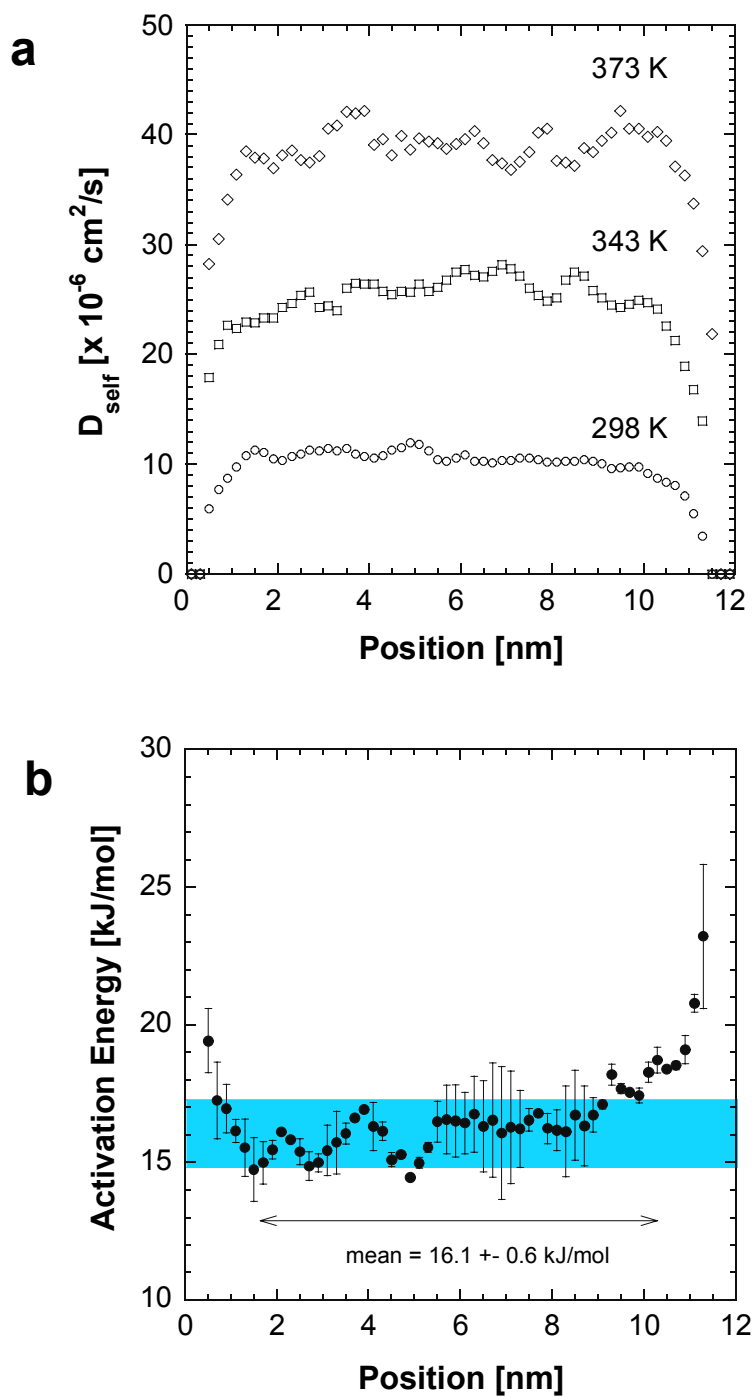 a
50
40
30
20
10
0
D_self [x 10^-6 cm^2/s]
373 K
343 K
298 K
0 2 4 6 8 10 12
Position [nm]
b
30
25
20
15
10
Activation Energy [kJ/mol]
mean = 16.1 +- 0.6 kJ/mol
0 2 4 6 8 10 12
Position [nm]